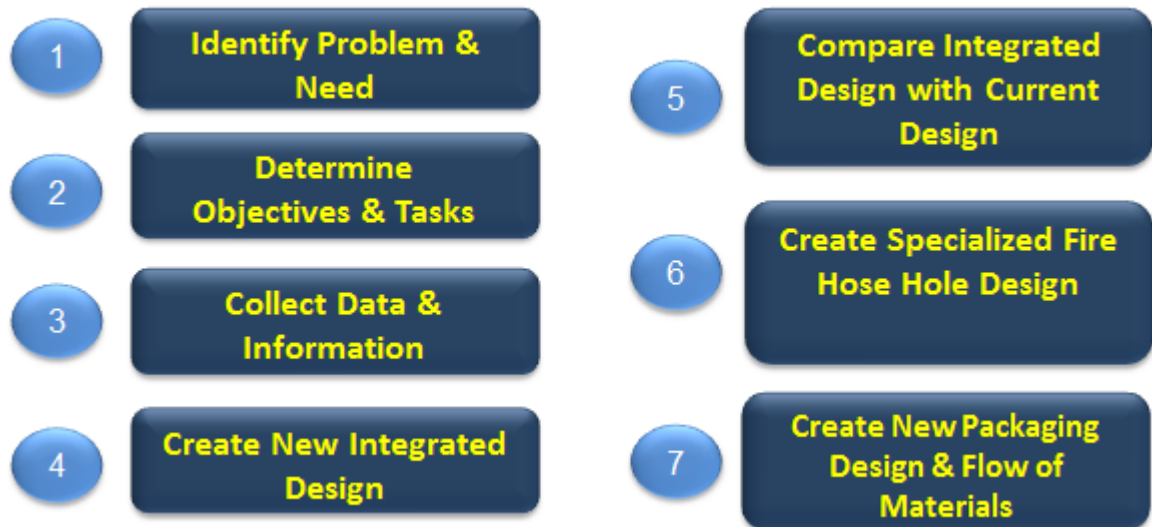 1
Identify Problem &
Need
2
Determine
Objectives & Tasks
3
Collect Data &
Information
4
Create New Integrated
Design
5
Compare Integrated
Design with Current
Design
6
Create Specialized Fire
Hose Hole Design
7
Create New Packaging
Design & Flow of
Materials